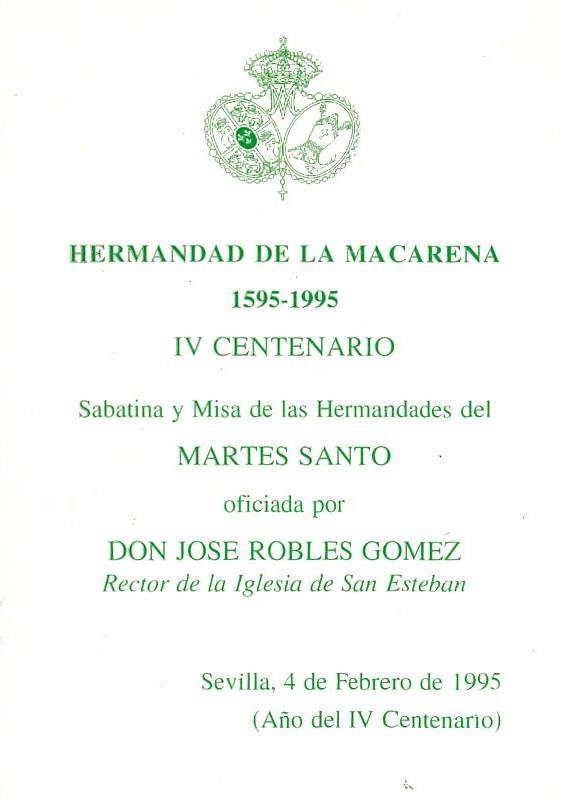 HERMANDAD DE LA MACARENA
1595-1995
IV CENTENARIO
Sabatina y Misa de las Hermandades del
MARTES SANTO
oficiada por
DON JOSE ROBLES GOMEZ
Rector de la Iglesia de San Esteban
Sevilla, 4 de Febrero de 1995
(Año del IV Centenario)